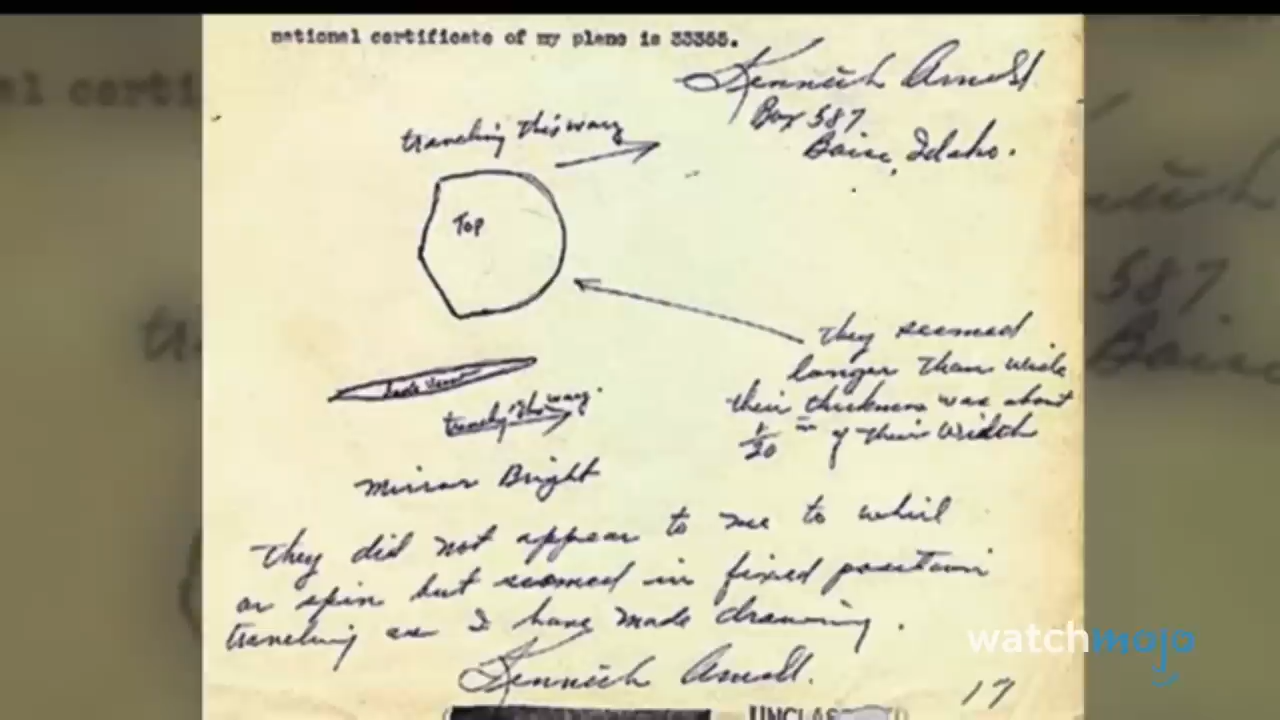 national certificate of my plane is 33355.
Kenneth Arnold
Box 587
Boise, Idaho.
traveling this way
Top
they seemed
longer than wide
their thickness was about
1/20 th of their width
side view
traveling this way.
Mirror Bright
They did not appear to me to whirl
or spin but seemed in fixed position
traveling as I have made drawing.
Kenneth Arnold.
17
watchmojo